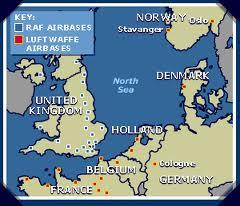 KEY:
RAF AIRBASES
LUFTWAFFE
AIRBASES
NORWAY
Oslo
Stavanger
North
Sea
DENMARK
UNITED
KINGDOM
HOLLAND
BELGIUM
Cologne
GERMANY
FRANCE